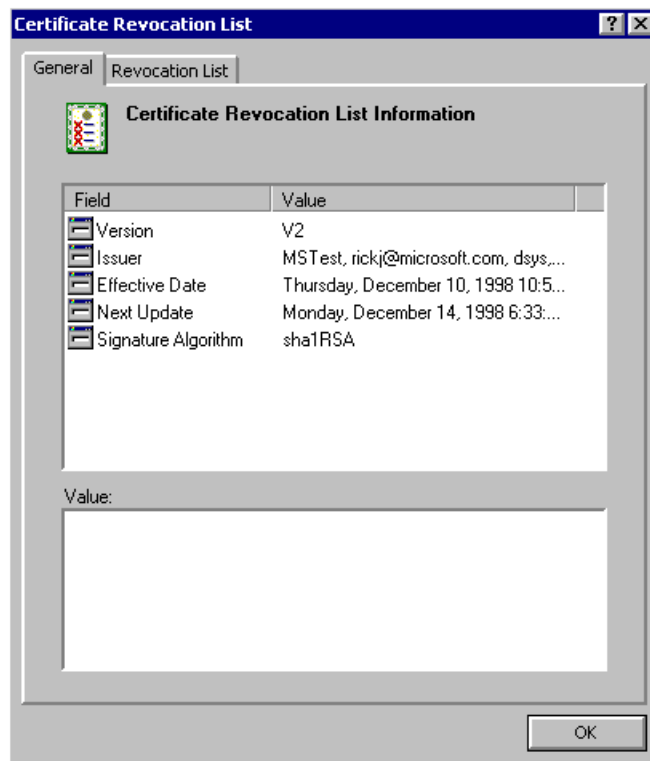 Certificate Revocation List
General Revocation List
Certificate Revocation List Information
Field Value
Version V2
Issuer MSTest, rickj@microsoft.com, dsys,...
Effective Date Thursday, December 10, 1998 10:5...
Next Update Monday, December 14, 1998 6:33:...
Signature Algorithm sha1RSA
Value:
OK